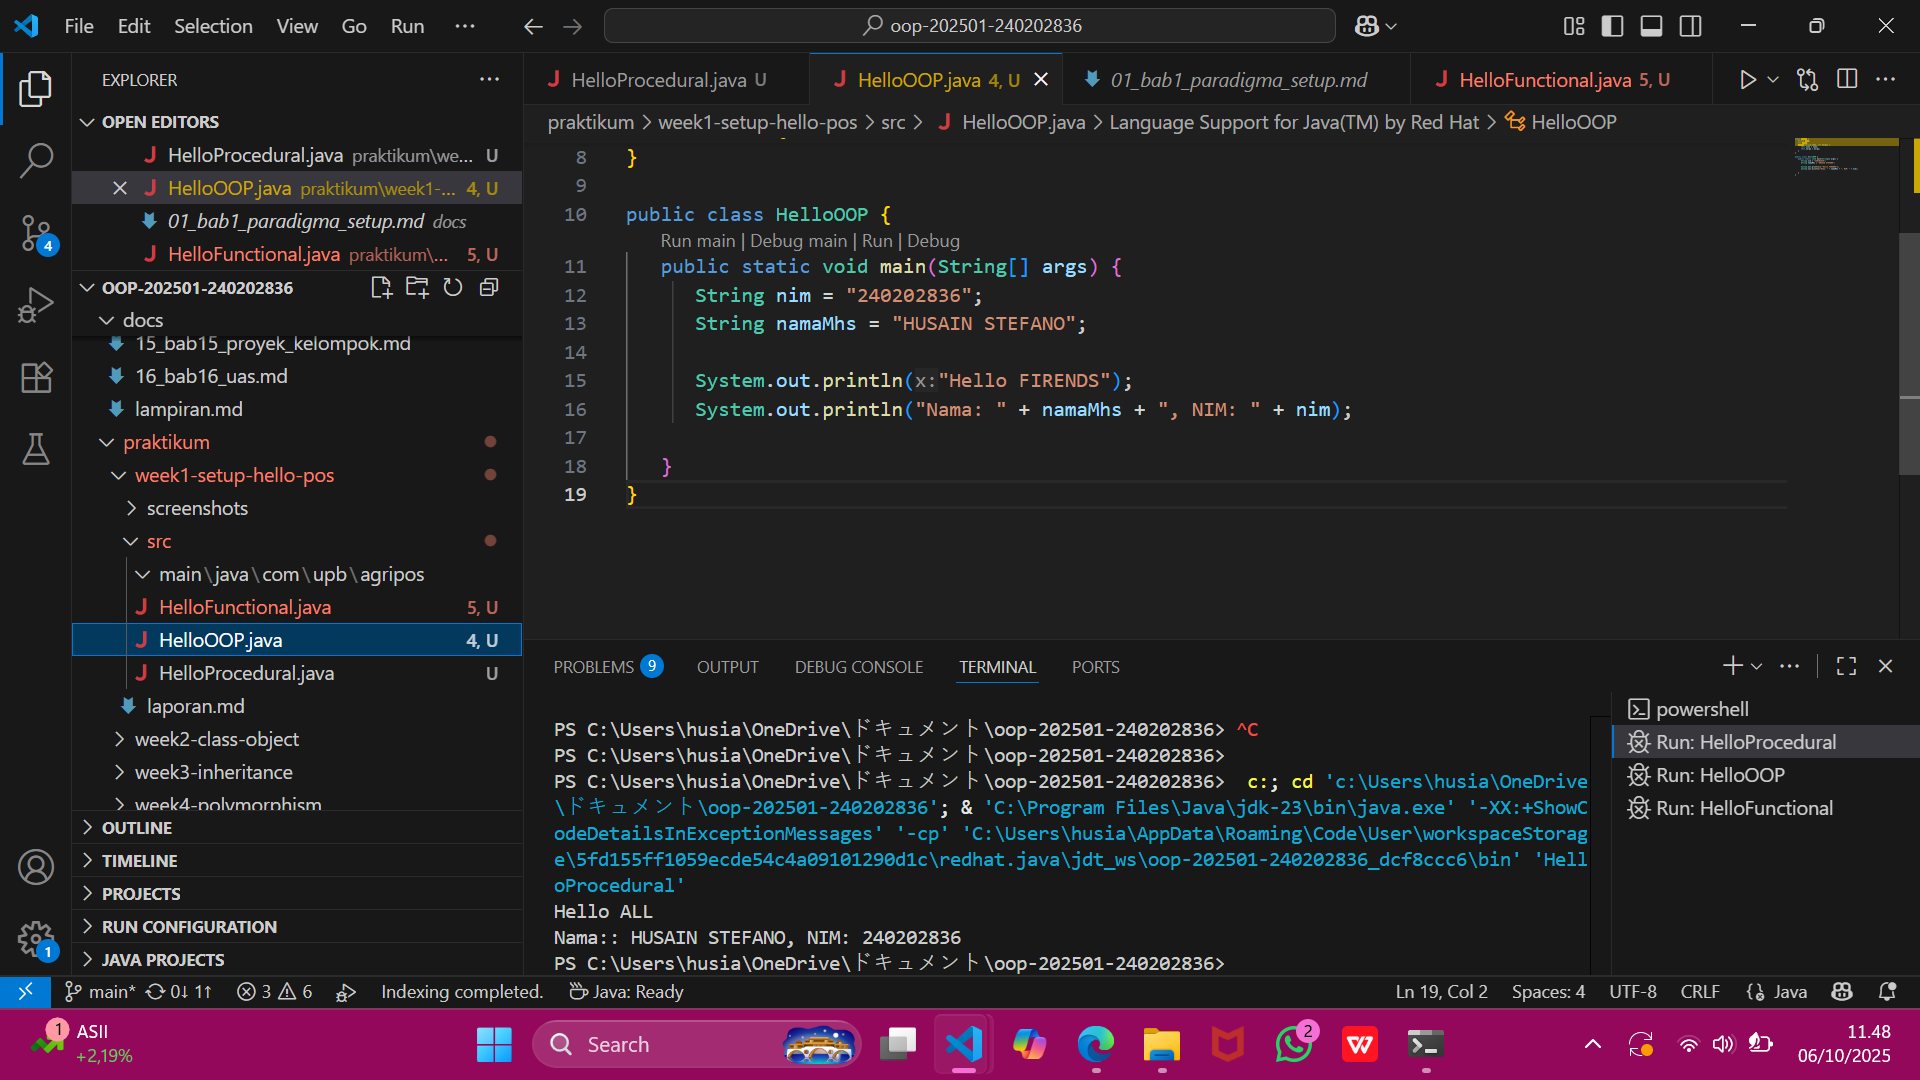 File Edit Selection View Go Run ··· oop-202501-240202836
EXPLORER ···
OPEN EDITORS
HelloProcedural.java praktikum\we... U
HelloOOP.java praktikum\week1-... 4, U
01_bab1_paradigma_setup.md docs
HelloFunctional.java praktikum\... 5, U
OOP-202501-240202836
docs
15_bab15_proyek_kelompok.md
16_bab16_uas.md
lampiran.md
praktikum
week1-setup-hello-pos
screenshots
src
main\java\com\upb\agripos
HelloFunctional.java 5, U
HelloOOP.java 4, U
HelloProcedural.java U
laporan.md
week2-class-object
week3-inheritance
week4-polymorphism
OUTLINE
TIMELINE
PROJECTS
RUN CONFIGURATION
JAVA PROJECTS
4
1
HelloProcedural.java U HelloOOP.java 4, U 01_bab1_paradigma_setup.md HelloFunctional.java 5, U
praktikum > week1-setup-hello-pos > src > HelloOOP.java > Language Support for Java(TM) by Red Hat > HelloOOP
8 }
9
10 public class HelloOOP {
Run main | Debug main | Run | Debug
11 public static void main(String[] args) {
12 String nim = "240202836";
13 String namaMhs = "HUSAIN STEFANO";
14
15 System.out.println(x:"Hello FIRENDS");
16 System.out.println("Nama: " + namaMhs + ", NIM: " + nim);
17
18 }
19 }
PROBLEMS 9 OUTPUT DEBUG CONSOLE TERMINAL PORTS
PS C:\Users\husia\OneDrive\ドキュメント\oop-202501-240202836> ^C
PS C:\Users\husia\OneDrive\ドキュメント\oop-202501-240202836>
PS C:\Users\husia\OneDrive\ドキュメント\oop-202501-240202836> c:; cd 'c:\Users\husia\OneDrive
\ドキュメント\oop-202501-240202836'; & 'C:\Program Files\Java\jdk-23\bin\java.exe' '-XX:+ShowC
odeDetailsInExceptionMessages' '-cp' 'C:\Users\husia\AppData\Roaming\Code\User\workspaceStorag
e\5fd155ff1059ecde54c4a09101290d1c\redhat.java\jdt_ws\oop-202501-240202836_dcf8ccc6\bin' 'Hell
oProcedural'
Hello ALL
Nama:: HUSAIN STEFANO, NIM: 240202836
PS C:\Users\husia\OneDrive\ドキュメント\oop-202501-240202836>
powershell
Run: HelloProcedural
Run: HelloOOP
Run: HelloFunctional
main* 0↓ 1↑ 3 6 Indexing completed. Java: Ready Ln 19, Col 2 Spaces: 4 UTF-8 CRLF Java
1 ASII
+2,19%
Search
2
11.48
06/10/2025